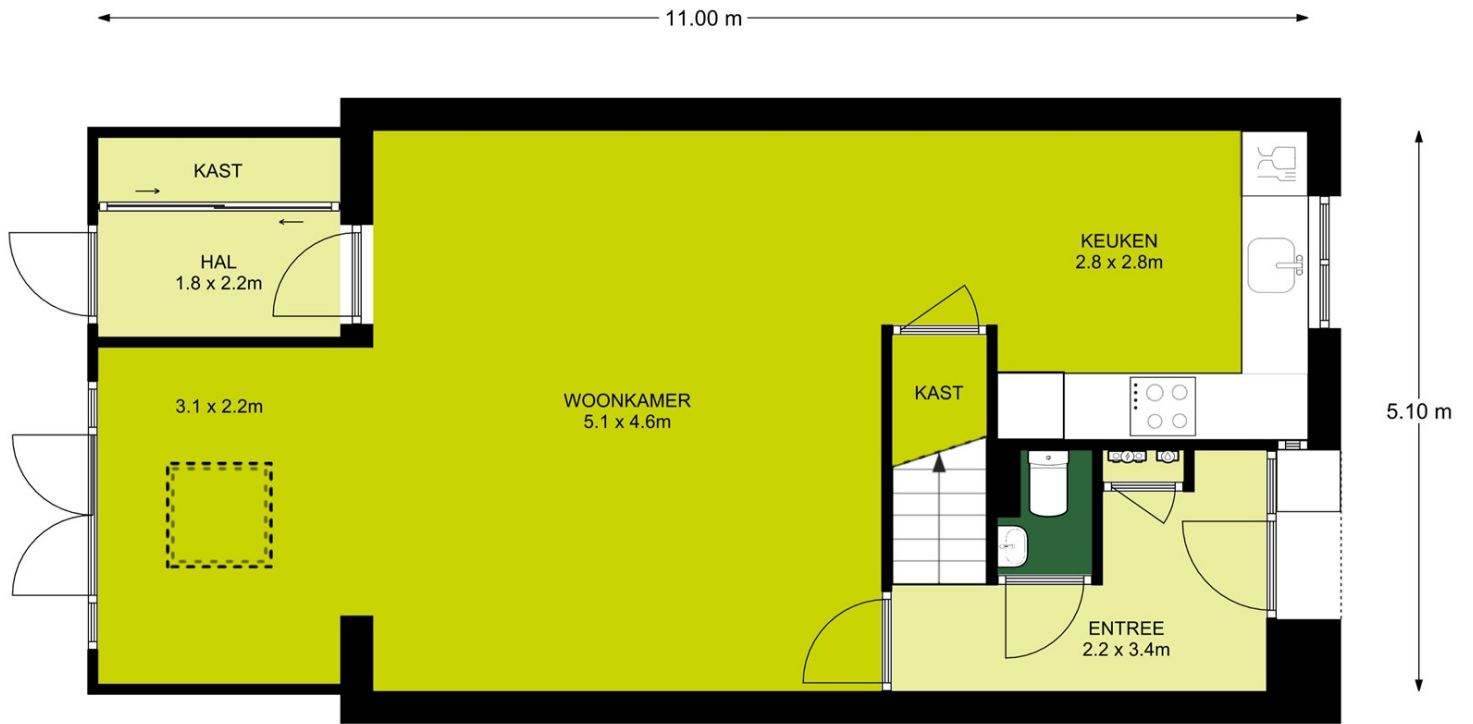 11.00 m
KAST
HAL
1.8 x 2.2m
KEUKEN
2.8 x 2.8m
3.1 x 2.2m
WOONKAMER
5.1 x 4.6m
KAST
5.10 m
ENTREE
2.2 x 3.4m